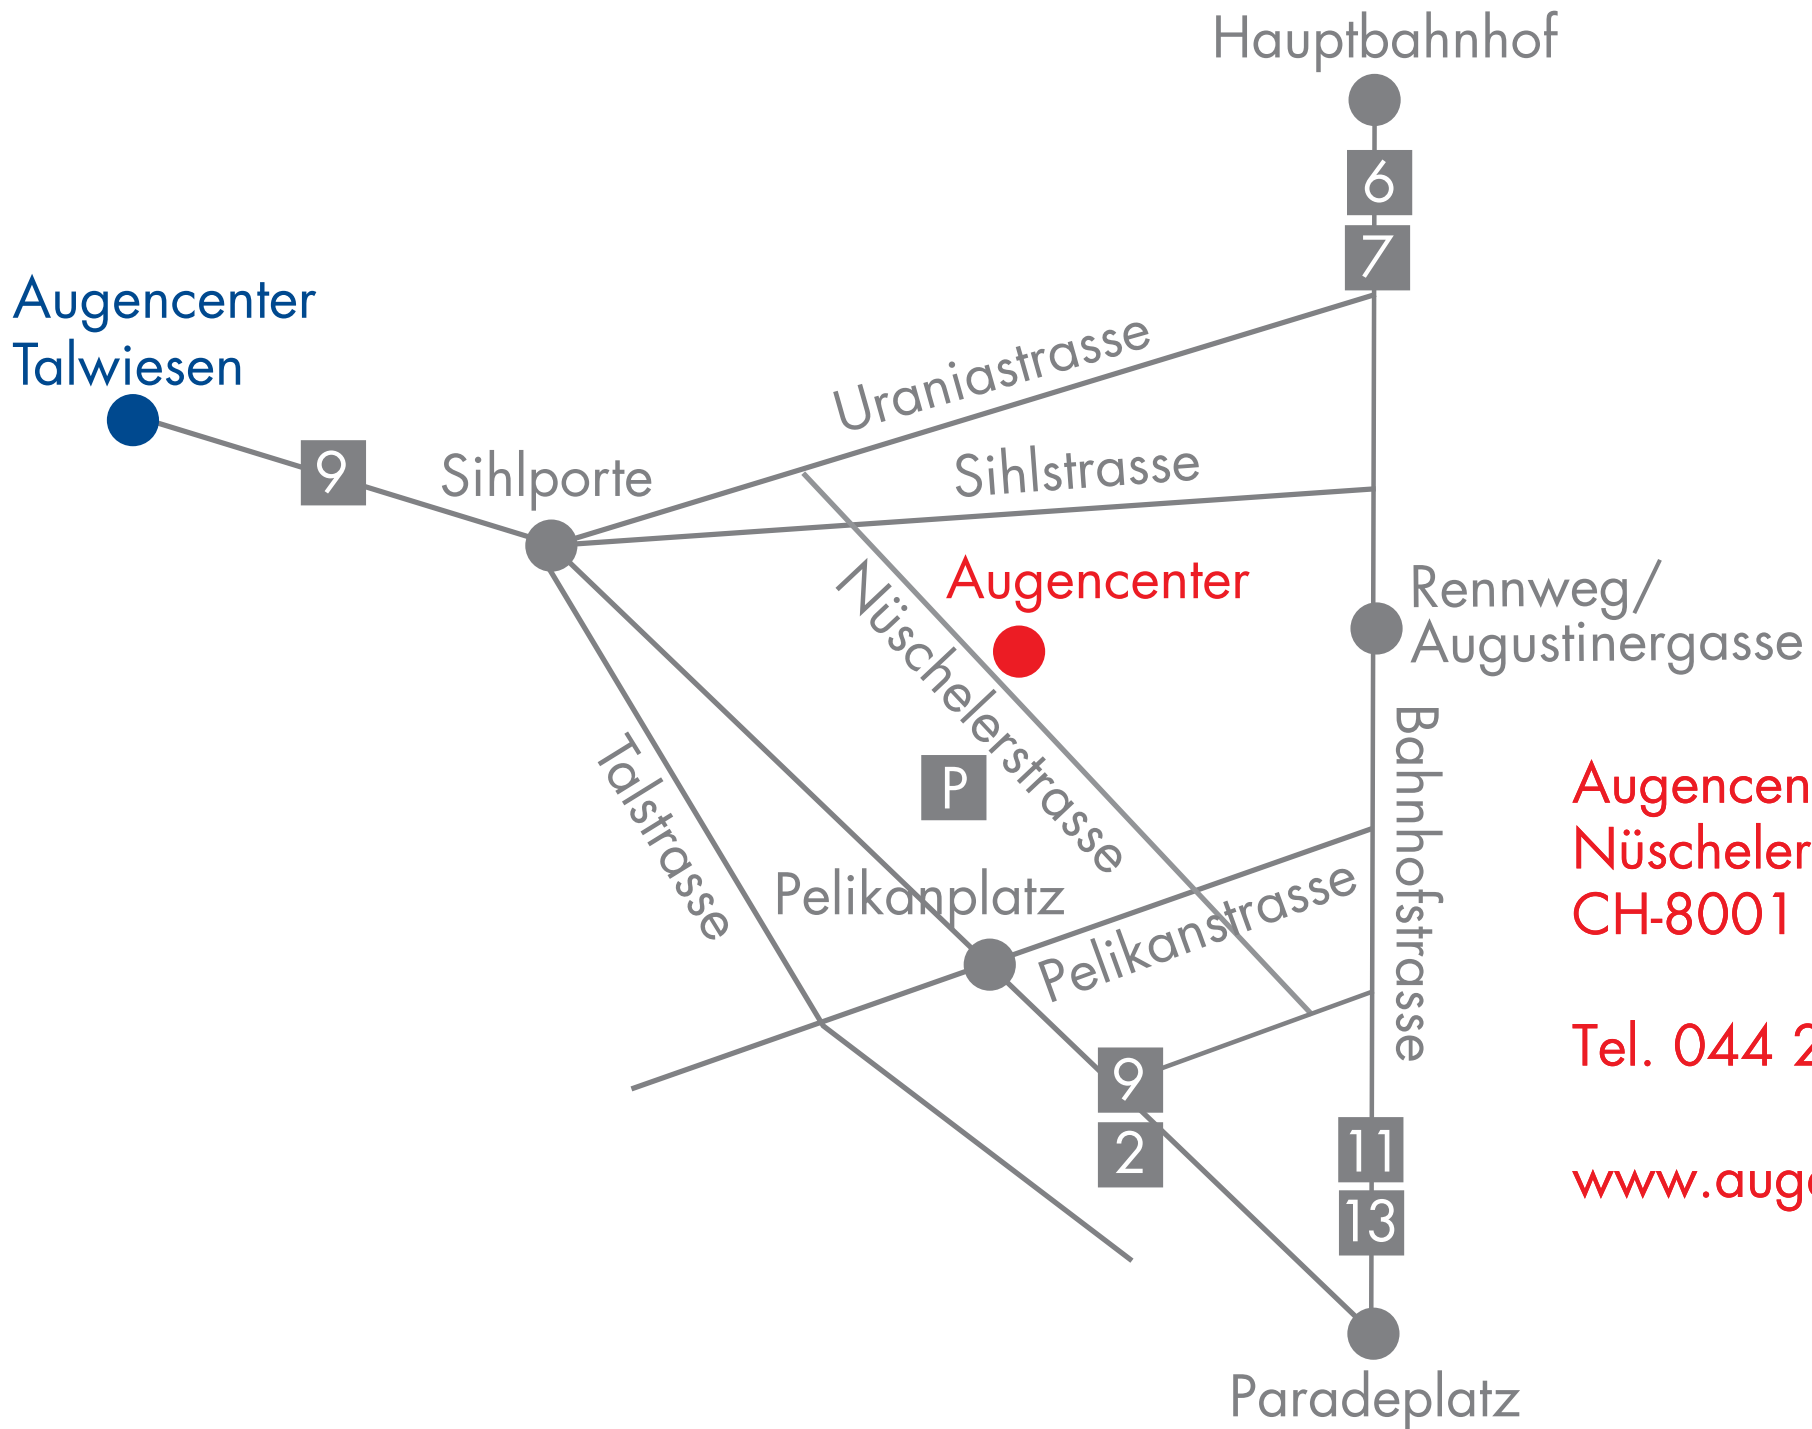 Hauptbahnhof
6
7
Augencenter
Talwiesen
9
Sihlporte
Uraniastrasse
Sihlstrasse
Augencenter
Nüschelerstrasse
Rennweg/
Augustinergasse
Talstrasse
P
Pelikanplatz
Pelikanstrasse
Bahnhofstrasse
9
2
11
13
Paradeplatz
Augencen
Nüscheler
CH-8001
Tel. 044 2
www.auge